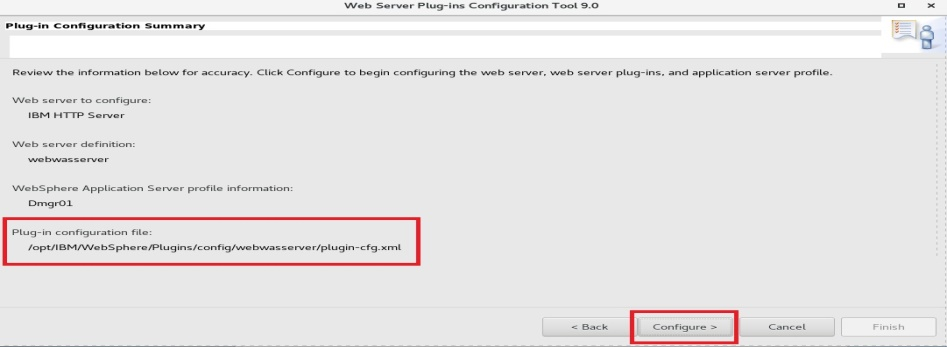 Web Server Plug-ins Configuration Tool 9.0
Plug-in Configuration Summary
Review the information below for accuracy. Click Configure to begin configuring the web server, web server plug-ins, and application server profile.
Web server to configure:
IBM HTTP Server
Web server definition:
webwasserver
WebSphere Application Server profile information:
Dmgr01
Plug-in configuration file:
/opt/IBM/WebSphere/Plugins/config/webwasserver/plugin-cfg.xml
< Back Configure > Cancel Finish